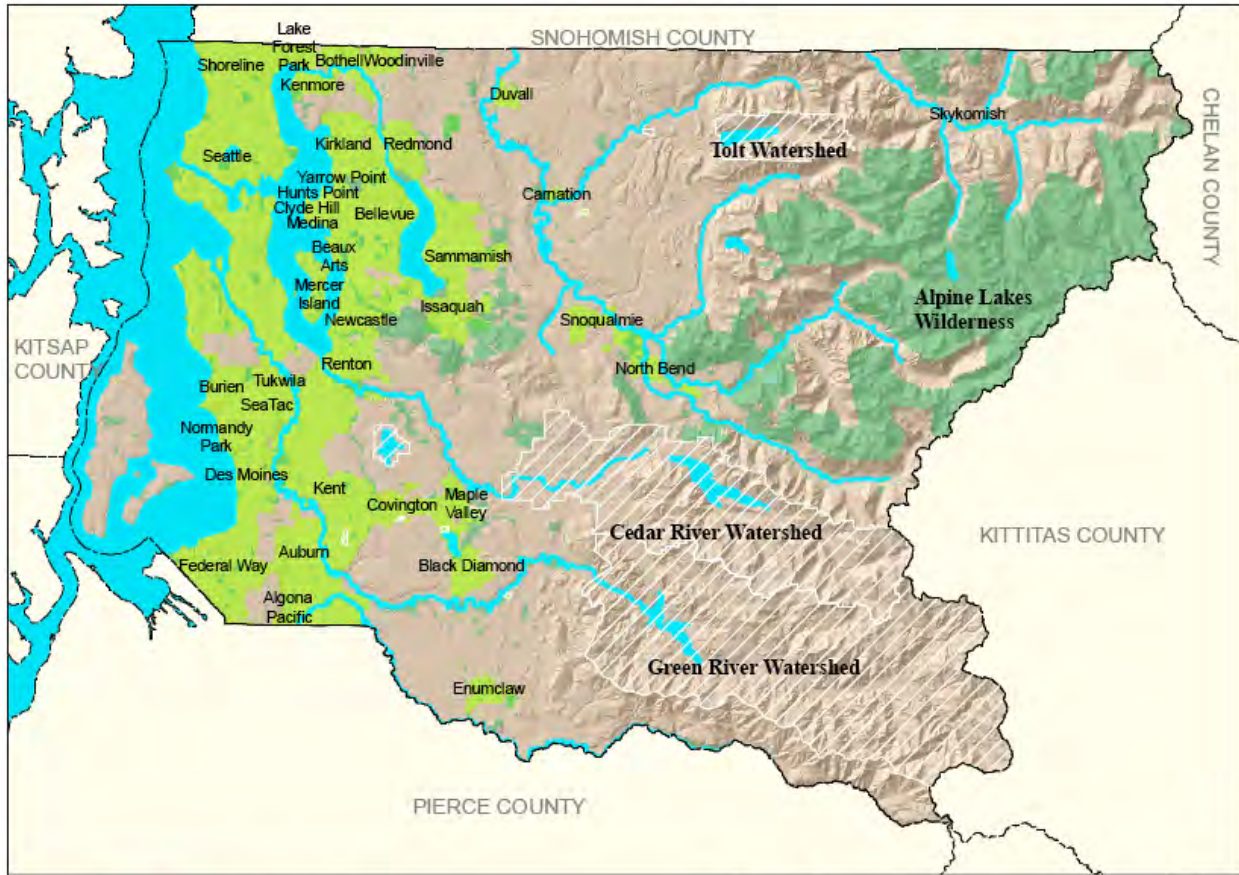 Lake
Forest
Park
SNOHOMISH COUNTY
Shoreline
Bothell
Woodinville
Kenmore
Duvall
CHELAN COUNTY
Skykomish
Kirkland
Redmond
Tolt Watershed
Seattle
Yarrow Point
Hunts Point
Carnation
Clyde Hill
Bellevue
Medina
Beaux
Arts
Sammamish
Mercer
Island
Issaquah
Alpine Lakes
Wilderness
Newcastle
Snoqualmie
KITSAP
COUNTY
Renton
North Bend
Burien
Tukwila
SeaTac
Normandy
Park
Des Moines
Kent
Covington
Maple
Valley
Cedar River Watershed
KITTITAS COUNTY
Auburn
Federal Way
Black Diamond
Algona
Pacific
Green River Watershed
Enumclaw
PIERCE COUNTY